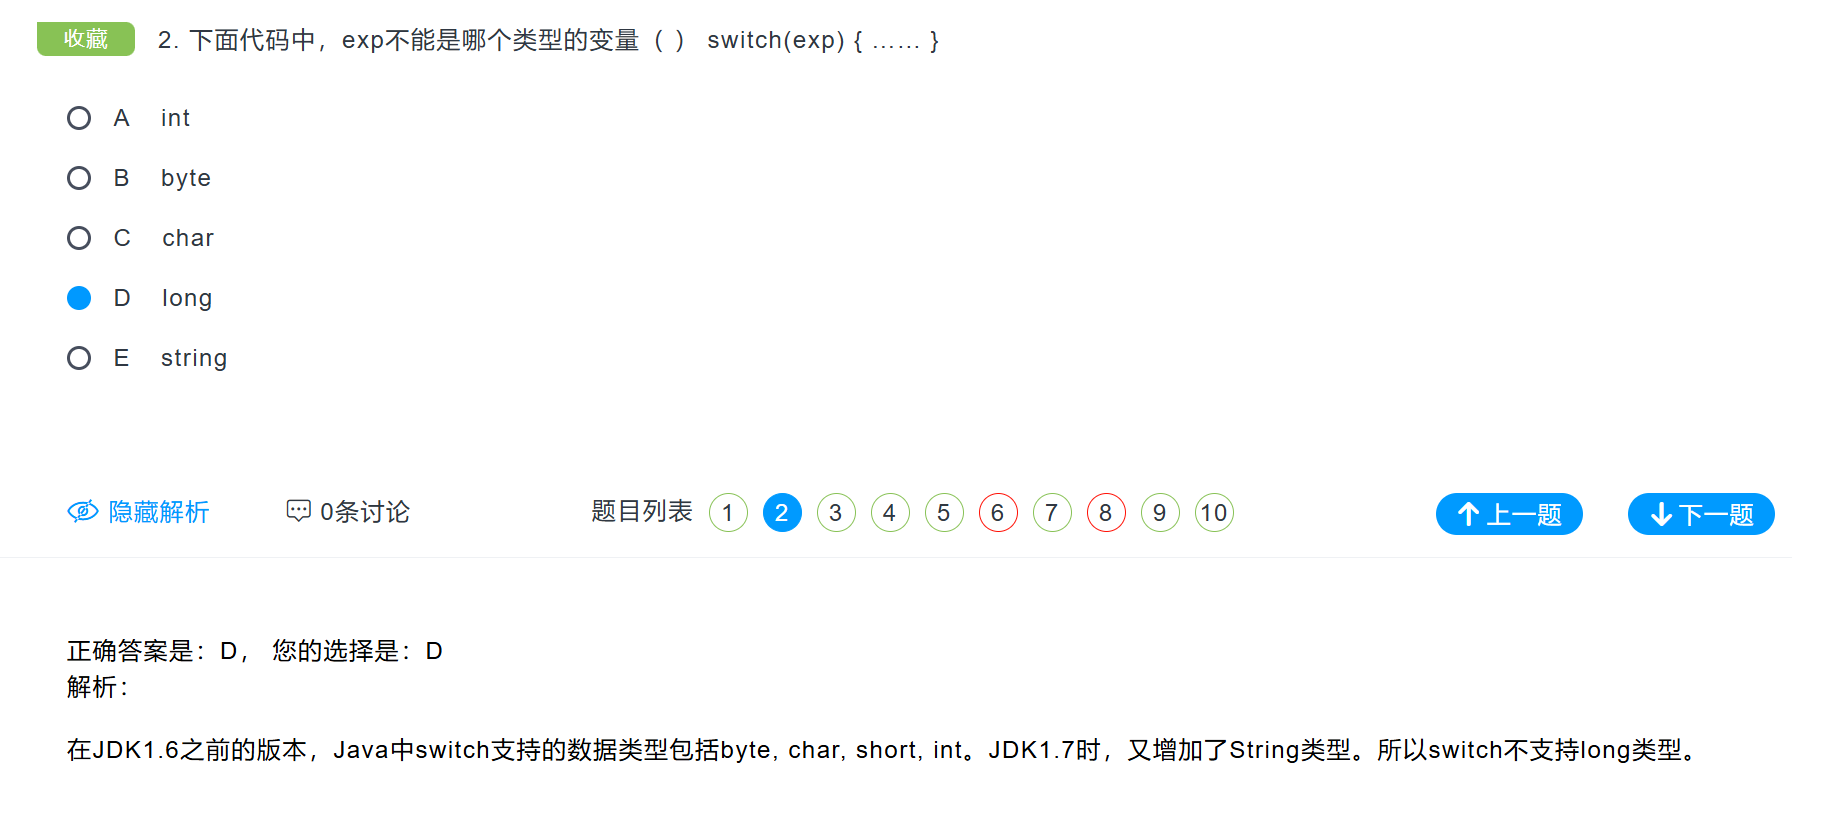 收藏 2. 下面代码中，exp不能是哪个类型的变量（ ） switch(exp) { …… }
A int
B byte
C char
D long
E string
隐藏解析 0条讨论 题目列表 1 2 3 4 5 6 7 8 9 10 上一题 下一题
正确答案是：D， 您的选择是：D
解析：
在JDK1.6之前的版本，Java中switch支持的数据类型包括byte, char, short, int。JDK1.7时，又增加了String类型。所以switch不支持long类型。